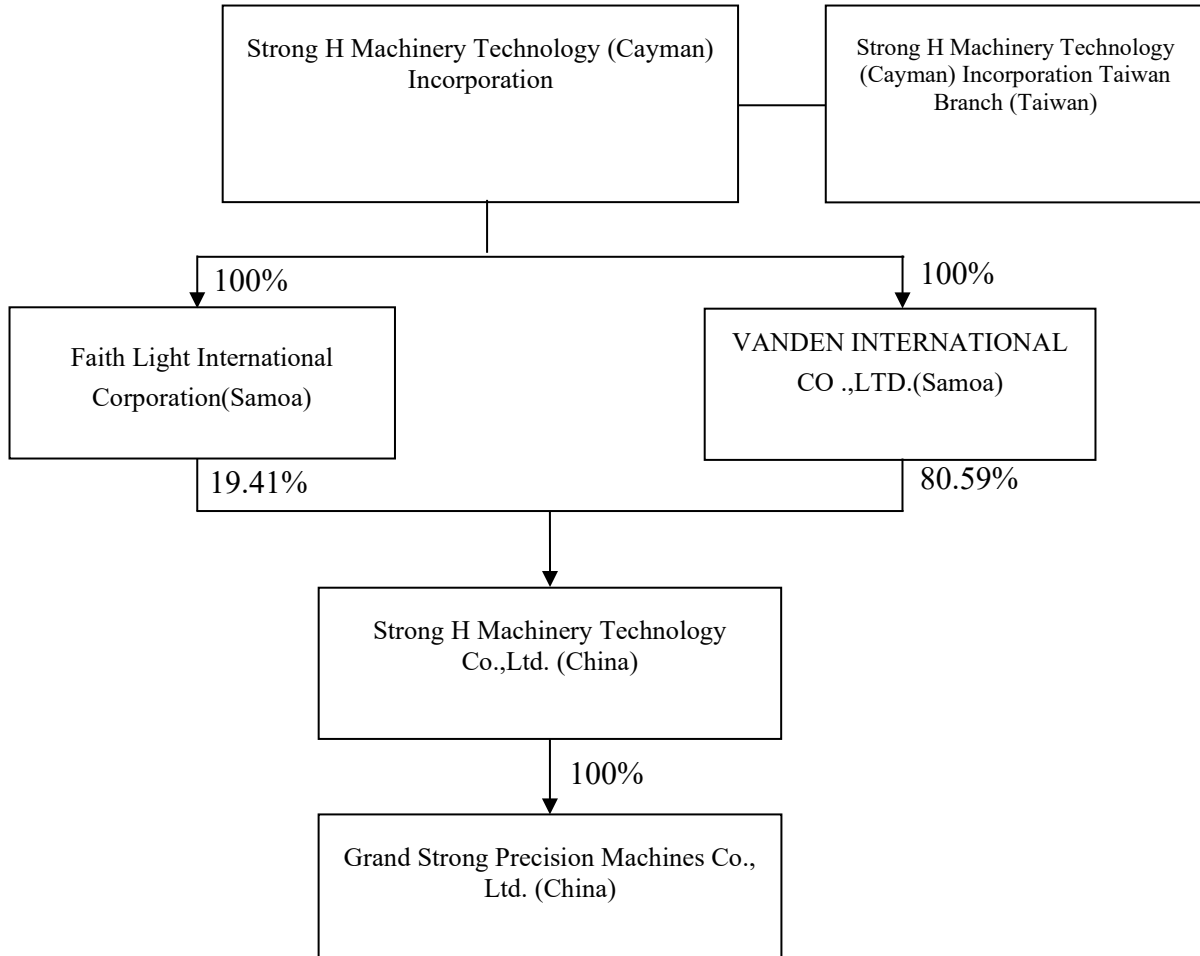 Strong H Machinery Technology (Cayman)
Incorporation
Strong H Machinery Technology
(Cayman) Incorporation Taiwan
Branch (Taiwan)
100%
100%
Faith Light International
Corporation(Samoa)
VANDEN INTERNATIONAL
CO .,LTD.(Samoa)
19.41%
80.59%
Strong H Machinery Technology
Co.,Ltd. (China)
100%
Grand Strong Precision Machines Co.,
Ltd. (China)